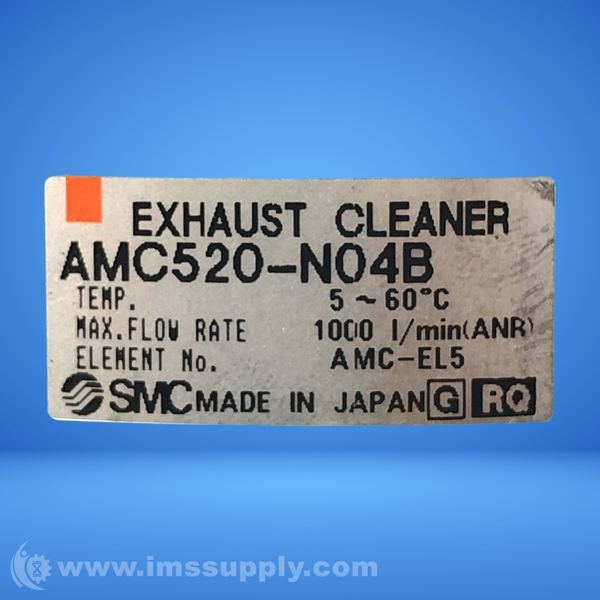 EXHAUST CLEANER
AMC520-N04B
TEMP. 5~60°C
MAX.FLOW RATE 1000 l/min(ANR)
ELEMENT No. AMC-EL5
SMC MADE IN JAPAN G RQ
www.imssupply.com